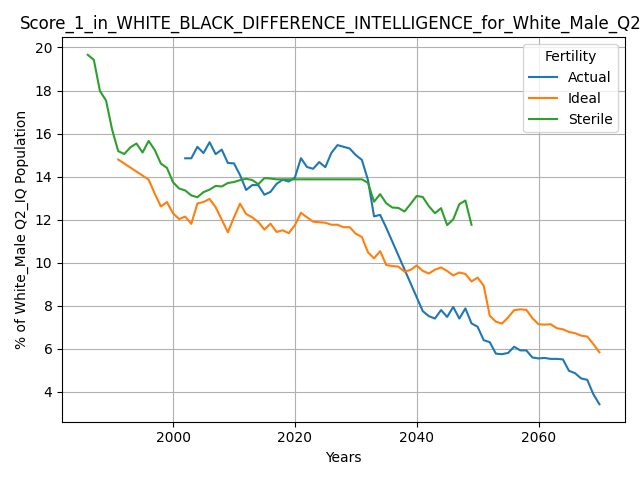 Score_1_in_WHITE_BLACK_DIFFERENCE_INTELLIGENCE_for_White_Male_Q2
Fertility
Actual
Ideal
Sterile
% of White_Male Q2_IQ Population
20
18
16
14
12
10
8
6
4
2000
2020
2040
2060
Years